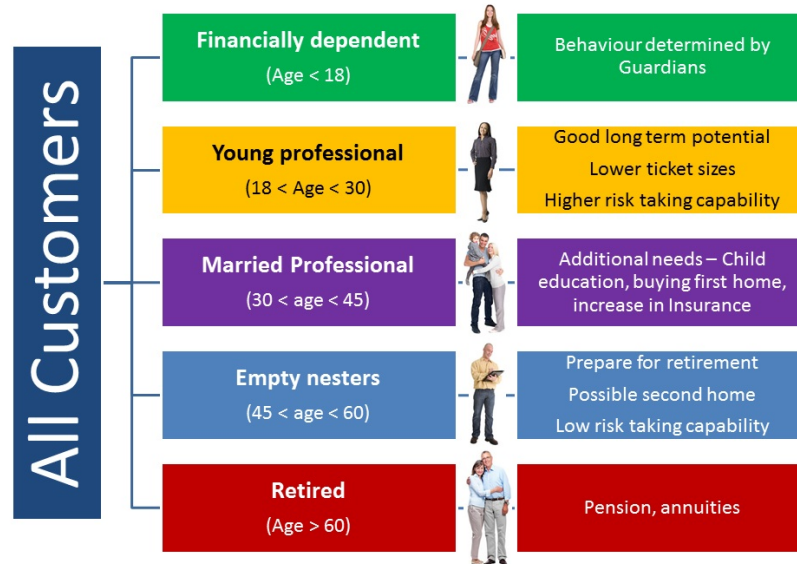 All Customers
Financially dependent
(Age < 18)
Behaviour determined by
Guardians
Young professional
(18 < Age < 30)
Good long term potential
Lower ticket sizes
Higher risk taking capability
Married Professional
(30 < age < 45)
Additional needs – Child
education, buying first home,
increase in Insurance
Empty nesters
(45 < age < 60)
Prepare for retirement
Possible second home
Low risk taking capability
Retired
(Age > 60)
Pension, annuities